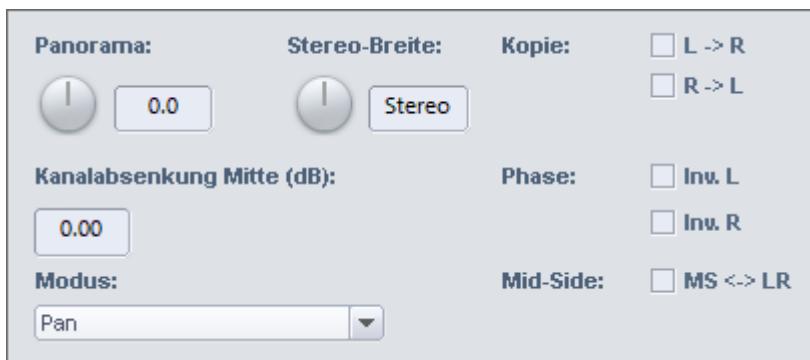 Panorama: Stereo-Breite: Kopie: L -> R
R -> L
0.0 Stereo
Kanalabsenkung Mitte (dB): Phase: Inv. L
0.00 Inv. R
Modus: Mid-Side: MS <-> LR
Pan